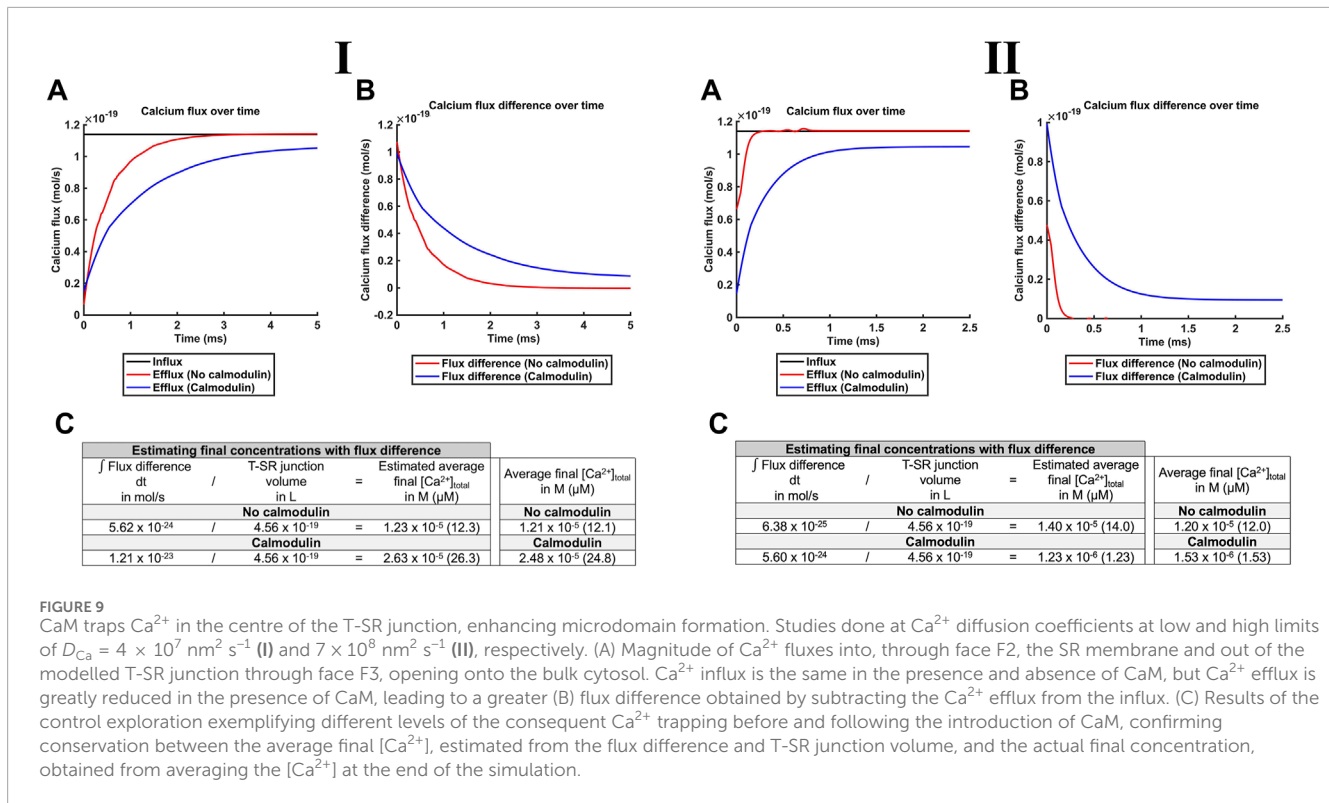 I
II
A
B
A
B
Calcium flux over time
×10⁻¹⁹
Calcium flux (mol/s)
1.2
1
0.8
0.6
0.4
0.2
0
0
1
2
3
4
5
Time (ms)
Influx
Efflux (No calmodulin)
Efflux (Calmodulin)
Calcium flux difference over time
×10⁻¹⁹
Calcium flux difference (mol/s)
1.2
1
0.8
0.6
0.4
0.2
0
-0.2
0
1
2
3
4
5
Time (ms)
Flux difference (No calmodulin)
Flux difference (Calmodulin)
Calcium flux over time
×10⁻¹⁹
Calcium flux (mol/s)
1.2
1
0.8
0.6
0.4
0.2
0
0
0.5
1
1.5
2
2.5
Time (ms)
Influx
Efflux (No calmodulin)
Efflux (Calmodulin)
Calcium flux difference over time
×10⁻¹⁹
Calcium flux difference (mol/s)
1
0.8
0.6
0.4
0.2
0
0
0.5
1
1.5
2
2.5
Time (ms)
Flux difference (No calmodulin)
Flux difference (Calmodulin)
C
Estimating final concentrations with flux difference
∫ Flux difference dt in mol/s / T-SR junction volume in L = Estimated average final [Ca²⁺]total in M (µM) Average final [Ca²⁺]total in M (µM)
No calmodulin No calmodulin
5.62 x 10⁻²⁴ / 4.56 x 10⁻¹⁹ = 1.23 x 10⁻⁵ (12.3) 1.21 x 10⁻⁵ (12.1)
Calmodulin Calmodulin
1.21 x 10⁻²³ / 4.56 x 10⁻¹⁹ = 2.63 x 10⁻⁵ (26.3) 2.48 x 10⁻⁵ (24.8)
C
Estimating final concentrations with flux difference
∫ Flux difference dt in mol/s / T-SR junction volume in L = Estimated average final [Ca²⁺]total in M (µM) Average final [Ca²⁺]total in M (µM)
No calmodulin No calmodulin
6.38 x 10⁻²⁵ / 4.56 x 10⁻¹⁹ = 1.40 x 10⁻⁵ (14.0) 1.20 x 10⁻⁵ (12.0)
Calmodulin Calmodulin
5.60 x 10⁻²⁴ / 4.56 x 10⁻¹⁹ = 1.23 x 10⁻⁶ (1.23) 1.53 x 10⁻⁶ (1.53)
FIGURE 9
CaM traps Ca²⁺ in the centre of the T-SR junction, enhancing microdomain formation. Studies done at Ca²⁺ diffusion coefficients at low and high limits
of D_Ca = 4 × 10⁷ nm² s⁻¹ (I) and 7 × 10⁸ nm² s⁻¹ (II), respectively. (A) Magnitude of Ca²⁺ fluxes into, through face F2, the SR membrane and out of the
modelled T-SR junction through face F3, opening onto the bulk cytosol. Ca²⁺ influx is the same in the presence and absence of CaM, but Ca²⁺ efflux is
greatly reduced in the presence of CaM, leading to a greater (B) flux difference obtained by subtracting the Ca²⁺ efflux from the influx. (C) Results of the
control exploration exemplifying different levels of the consequent Ca²⁺ trapping before and following the introduction of CaM, confirming
conservation between the average final [Ca²⁺], estimated from the flux difference and T-SR junction volume, and the actual final concentration,
obtained from averaging the [Ca²⁺] at the end of the simulation.